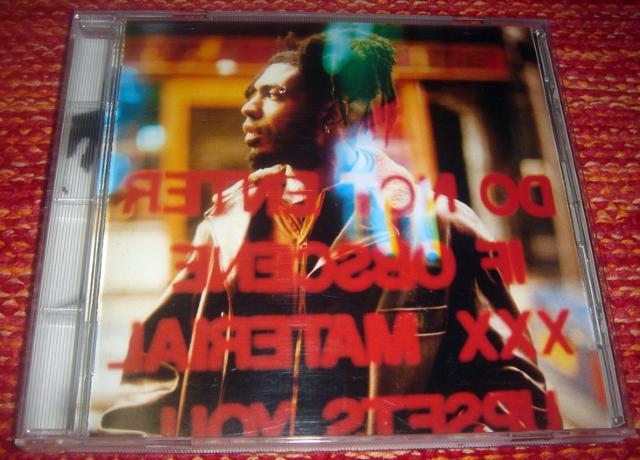 DO NOT ENTER
IF OBSCENE
XXX MATERIAL
UPSETS YOU